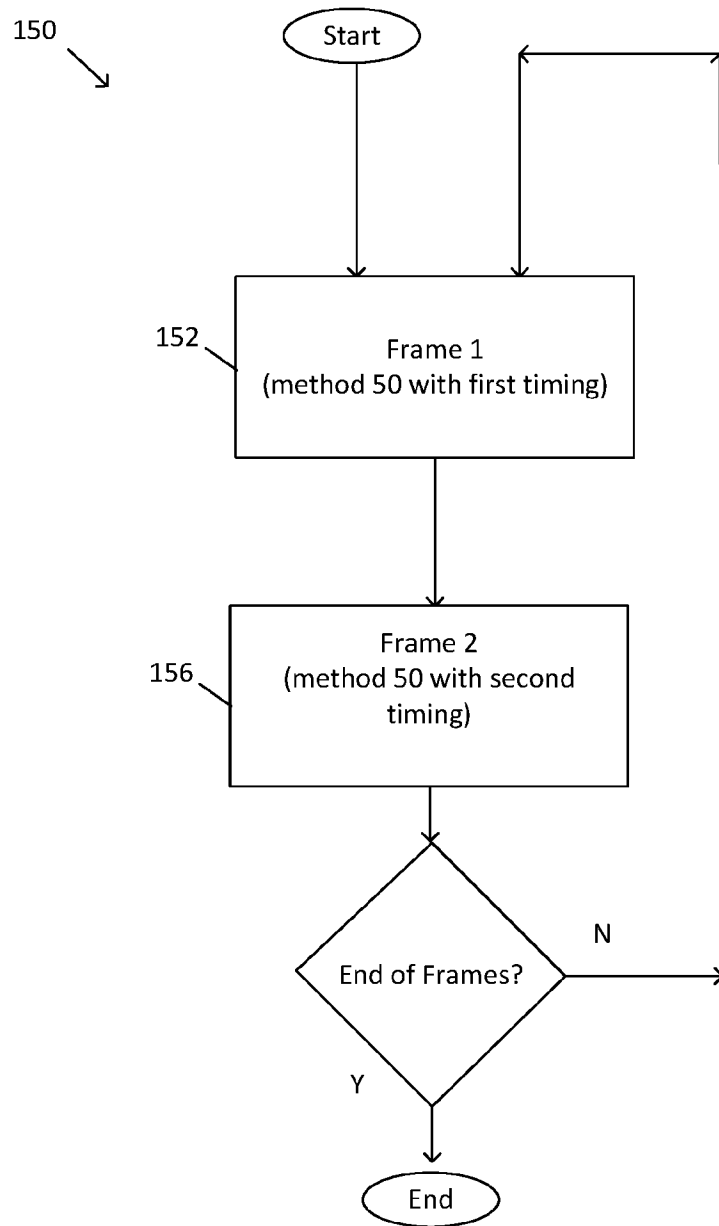 150
Start
152
Frame 1
(method 50 with first timing)
156
Frame 2
(method 50 with second
timing)
End of Frames?
N
Y
End